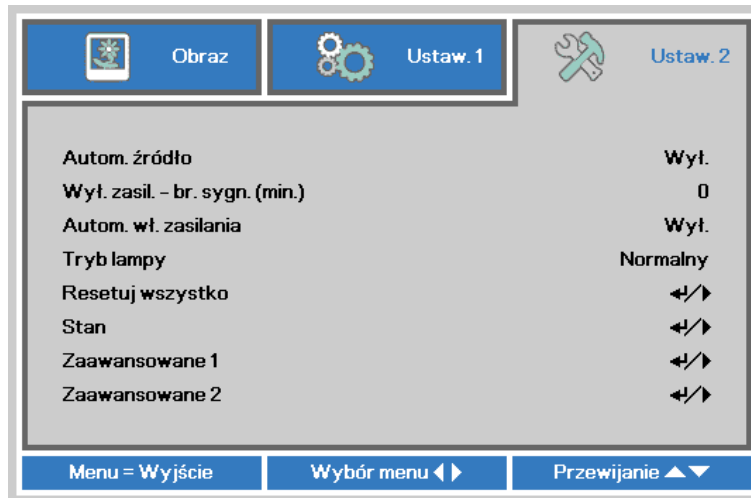 Obraz Ustaw. 1 Ustaw. 2
Autom. źródło Wył.
Wył. zasil. – br. sygn. (min.) 0
Autom. wł. zasilania Wył.
Tryb lampy Normalny
Resetuj wszystko ↵/▶
Stan ↵/▶
Zaawansowane 1 ↵/▶
Zaawansowane 2 ↵/▶
Menu = Wyjście Wybór menu ◀▶ Przewijanie ▲▼